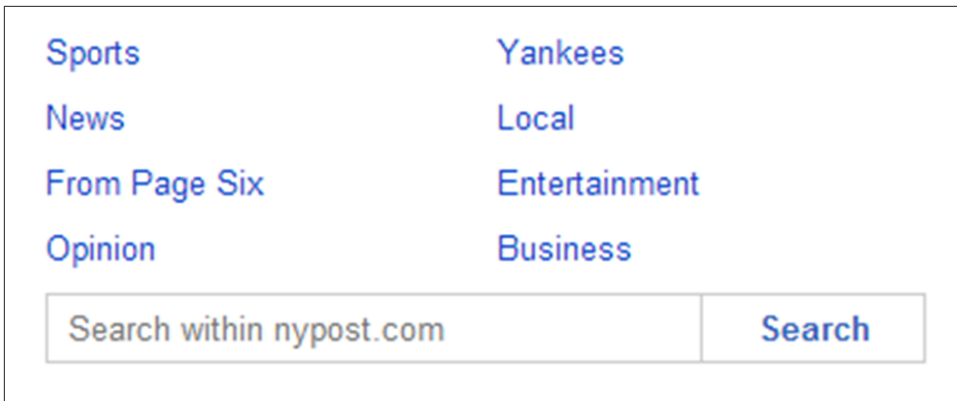 Sports Yankees
News Local
From Page Six Entertainment
Opinion Business
Search within nypost.com Search